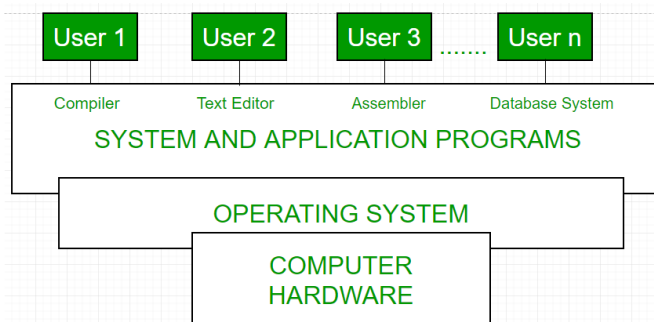 User 1 User 2 User 3 ....... User n
Compiler Text Editor Assembler Database System
SYSTEM AND APPLICATION PROGRAMS
OPERATING SYSTEM
COMPUTER
HARDWARE